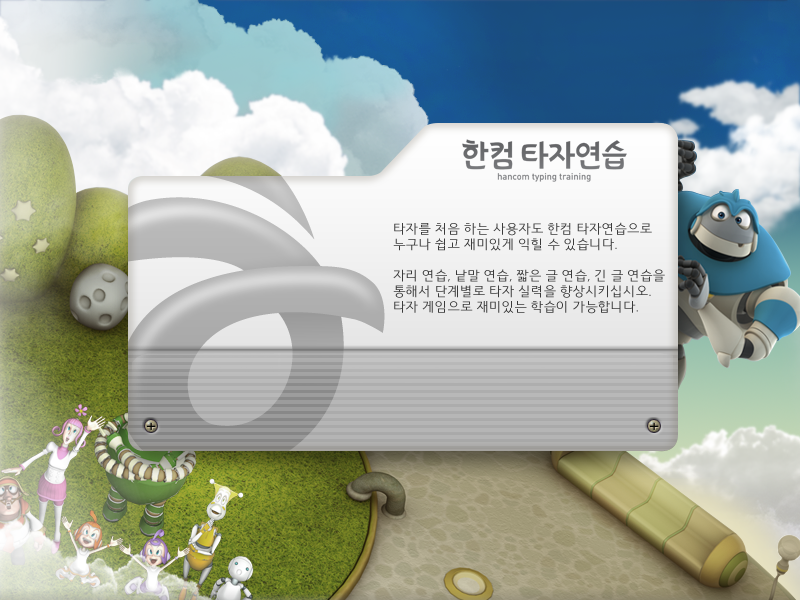 한컴 타자연습
hancom typing training
타자를 처음 하는 사용자도 한컴 타자연습으로
누구나 쉽고 재미있게 익힐 수 있습니다.
자리 연습, 낱말 연습, 짧은 글 연습, 긴 글 연습을
통해서 단계별로 타자 실력을 향상시키십시오.
타자 게임으로 재미있는 학습이 가능합니다.